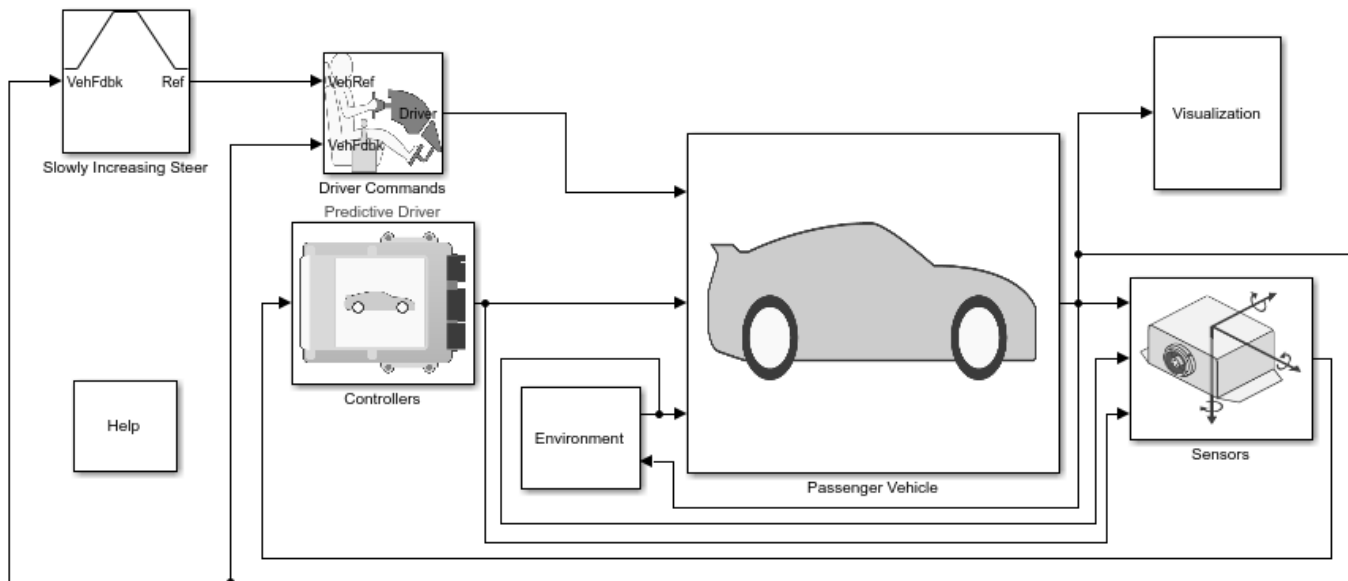 VehFdbk
Ref
Slowly Increasing Steer
VehRef
Driver
VehFdbk
Driver Commands
Predictive Driver
Controllers
Help
Environment
Passenger Vehicle
Visualization
Sensors